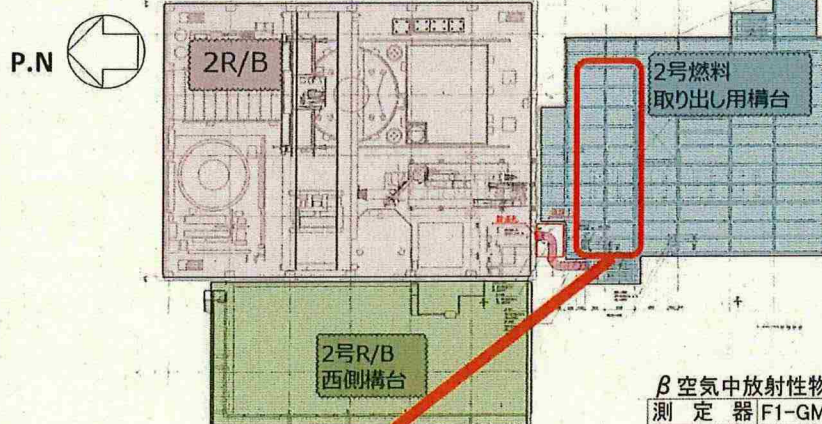 P.N
2R/B
2号燃料
取り出し用構台
2号R/B
西側構台
β空気中放射性物
測 定 器 F1-GM